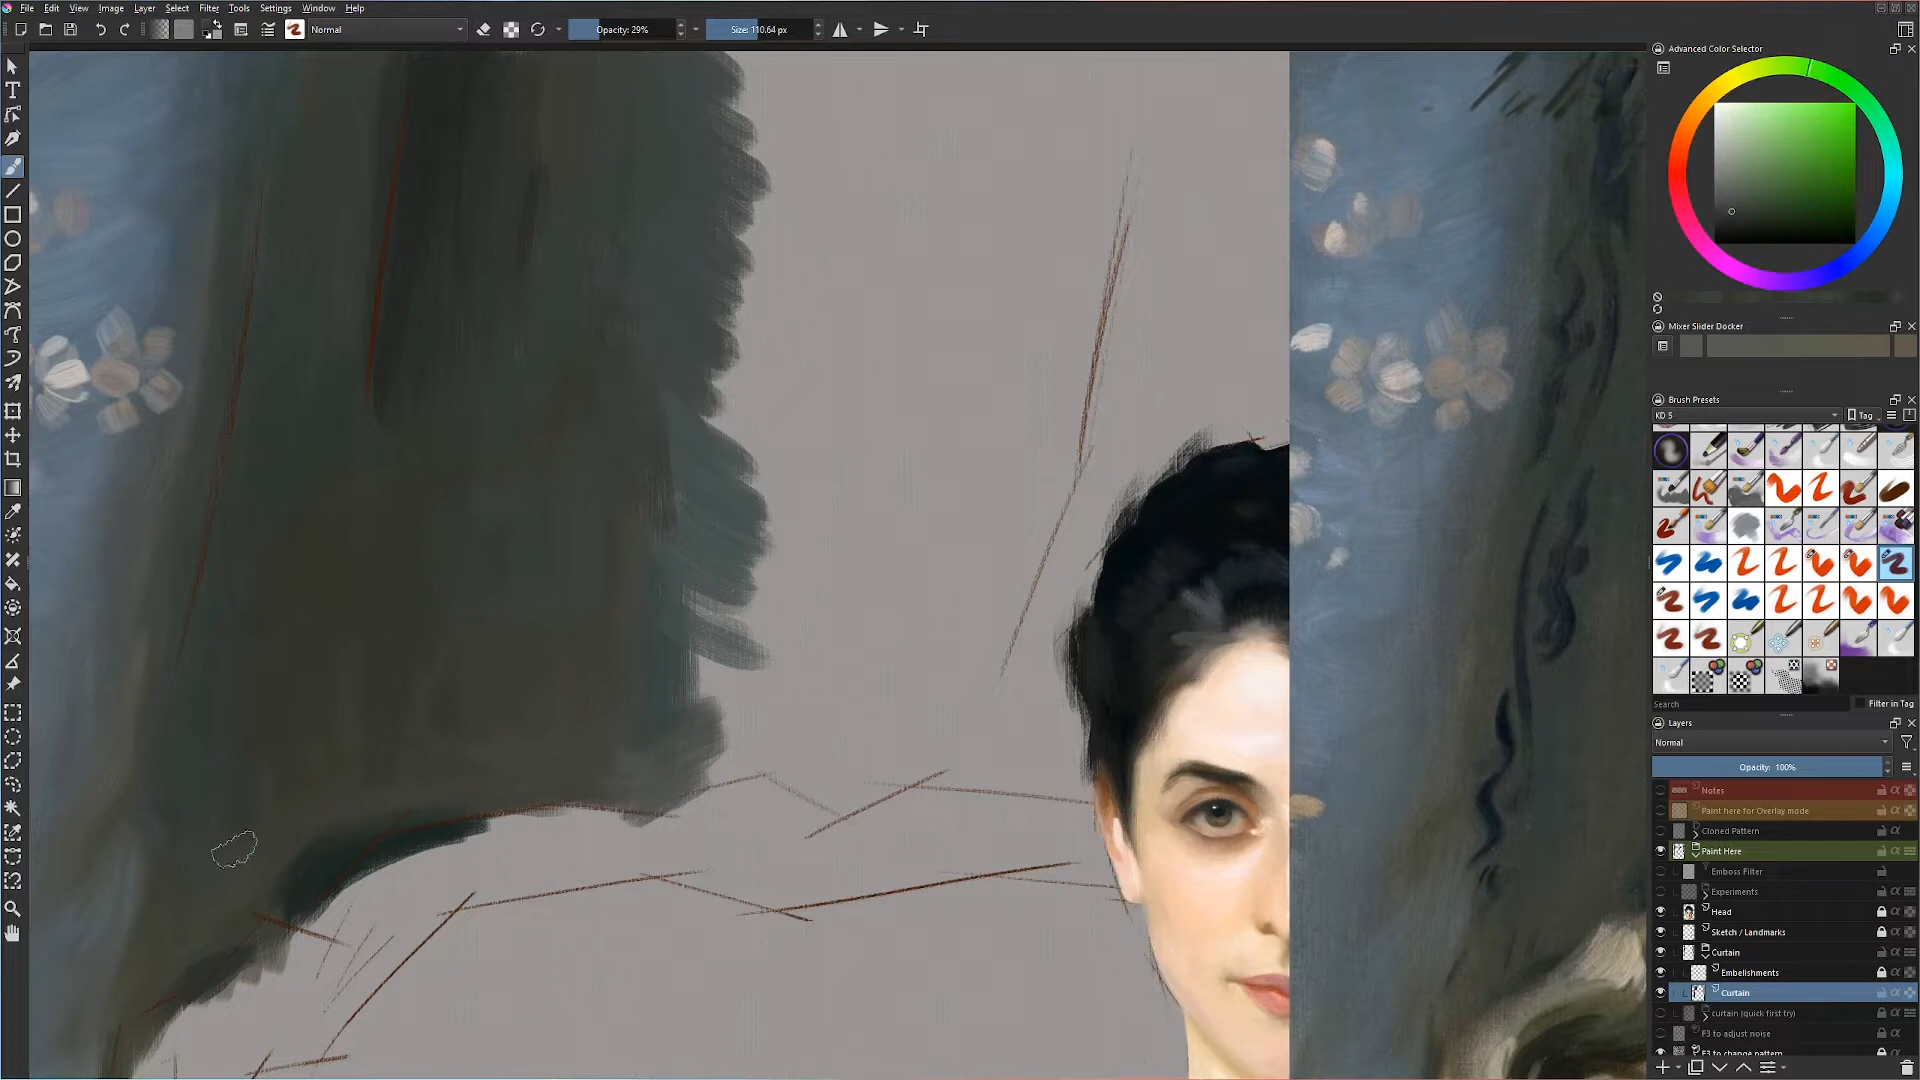 File Edit View Image Layer Select Filter Tools Settings Window Help
Normal
Opacity: 29%
Size: 110.64 px
Advanced Color Selector
Mixer Slider Docker
Brush Presets
KD 5
Tag
Search
Filter in Tag
Layers
Normal
Opacity: 100%
Notes
Paint here for Overlay mode
Cloned Pattern
Paint Here
Emboss Filter
Experiments
Head
Sketch / Landmarks
Curtain
Embelishments
Curtain
curtain (quick first try)
F3 to adjust noise
F3 to change pattern